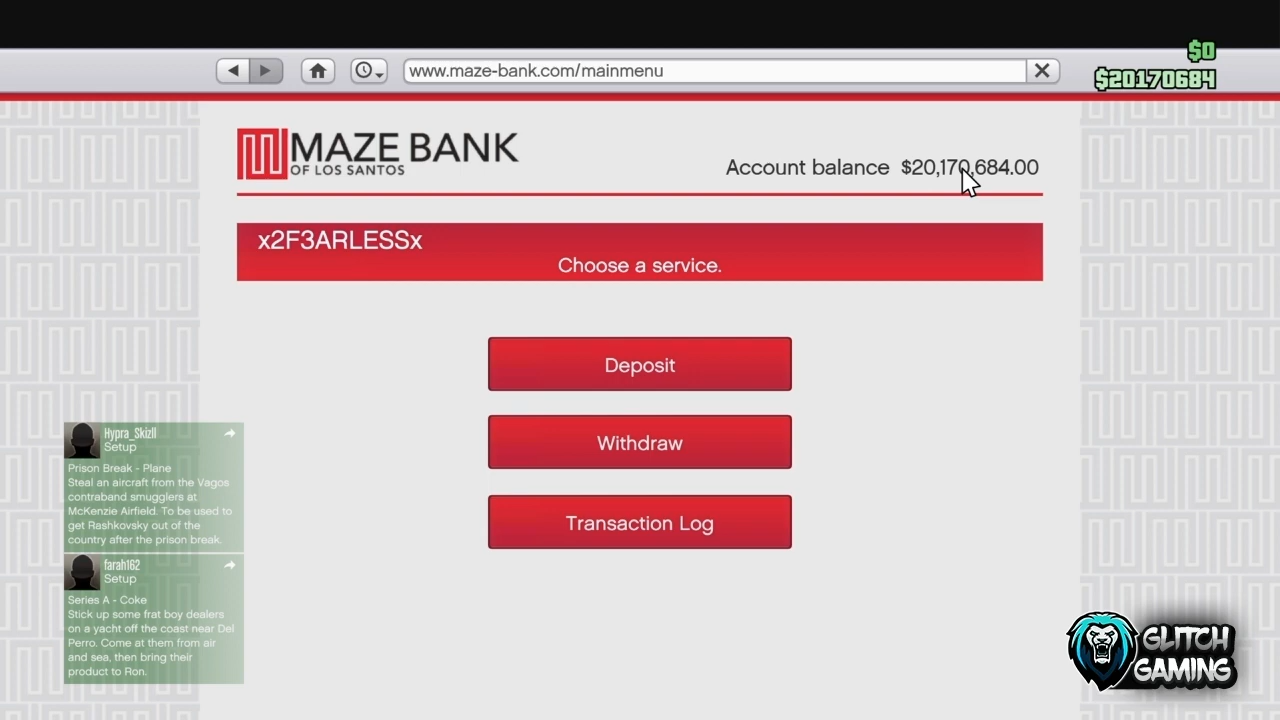 $0
www.maze-bank.com/mainmenu
$20170684
MAZE BANK
OF LOS SANTOS
Account balance $20,170,684.00
x2F3ARLESSx
Choose a service.
Deposit
Withdraw
Transaction Log
Hypra_Skizll
Setup
Prison Break - Plane
Steal an aircraft from the Vagos
contraband smugglers at
McKenzie Airfield. To be used to
get Rashkovsky out of the
country after the prison break.
farah162
Setup
Series A - Coke
Stick up some frat boy dealers
on a yacht off the coast near Del
Perro. Come at them from air
and sea, then bring their
product to Ron.
GLITCH
GAMING